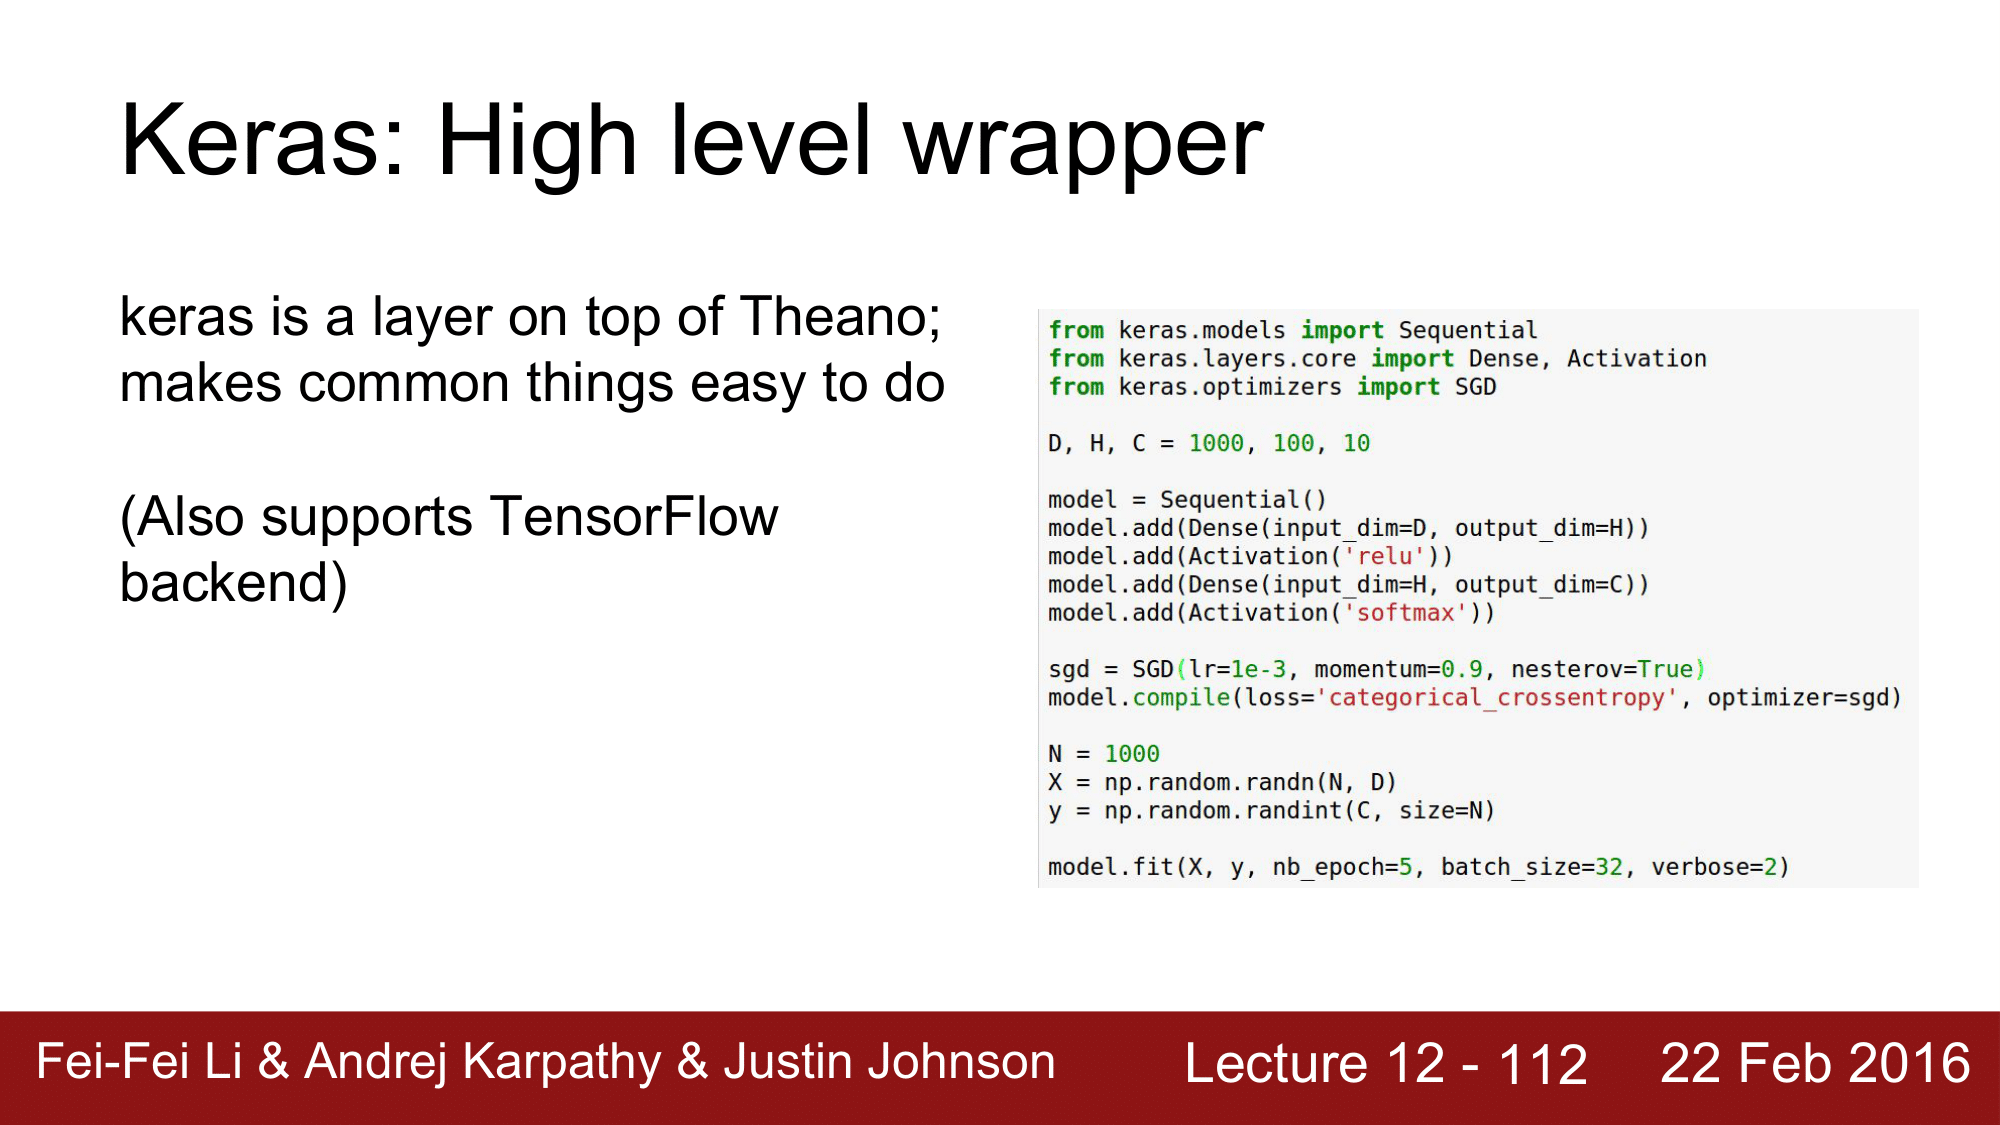 Keras: High level wrapper
keras is a layer on top of Theano;
makes common things easy to do
(Also supports TensorFlow
backend)
from keras.models import Sequential
from keras.layers.core import Dense, Activation
from keras.optimizers import SGD
D, H, C = 1000, 100, 10
model = Sequential()
model.add(Dense(input_dim=D, output_dim=H))
model.add(Activation('relu'))
model.add(Dense(input_dim=H, output_dim=C))
model.add(Activation('softmax'))
sgd = SGD(lr=1e-3, momentum=0.9, nesterov=True)
model.compile(loss='categorical_crossentropy', optimizer=sgd)
N = 1000
X = np.random.randn(N, D)
y = np.random.randint(C, size=N)
model.fit(X, y, nb_epoch=5, batch_size=32, verbose=2)
Fei-Fei Li & Andrej Karpathy & Justin Johnson
Lecture 12 - 112
22 Feb 2016